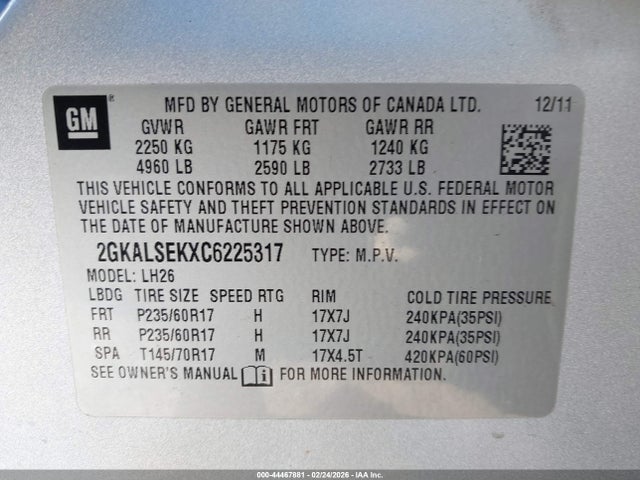 GM ® MFD BY GENERAL MOTORS OF CANADA LTD. 12/11
GVWR GAWR FRT GAWR RR
2250 KG 1175 KG 1240 KG
4960 LB 2590 LB 2733 LB
THIS VEHICLE CONFORMS TO ALL APPLICABLE U.S. FEDERAL MOTOR
VEHICLE SAFETY AND THEFT PREVENTION STANDARDS IN EFFECT ON
THE DATE OF MANUFACTURE SHOWN ABOVE.
2GKALSEKXC6225317 TYPE: M.P.V.
MODEL: LH26
LBDG TIRE SIZE SPEED RTG RIM COLD TIRE PRESSURE
FRT P235/60R17 H 17X7J 240KPA(35PSI)
RR P235/60R17 H 17X7J 240KPA(35PSI)
SPA T145/70R17 M 17X4.5T 420KPA(60PSI)
SEE OWNER'S MANUAL FOR MORE INFORMATION.
000-44467881 - 02/24/2026 - IAA Inc.